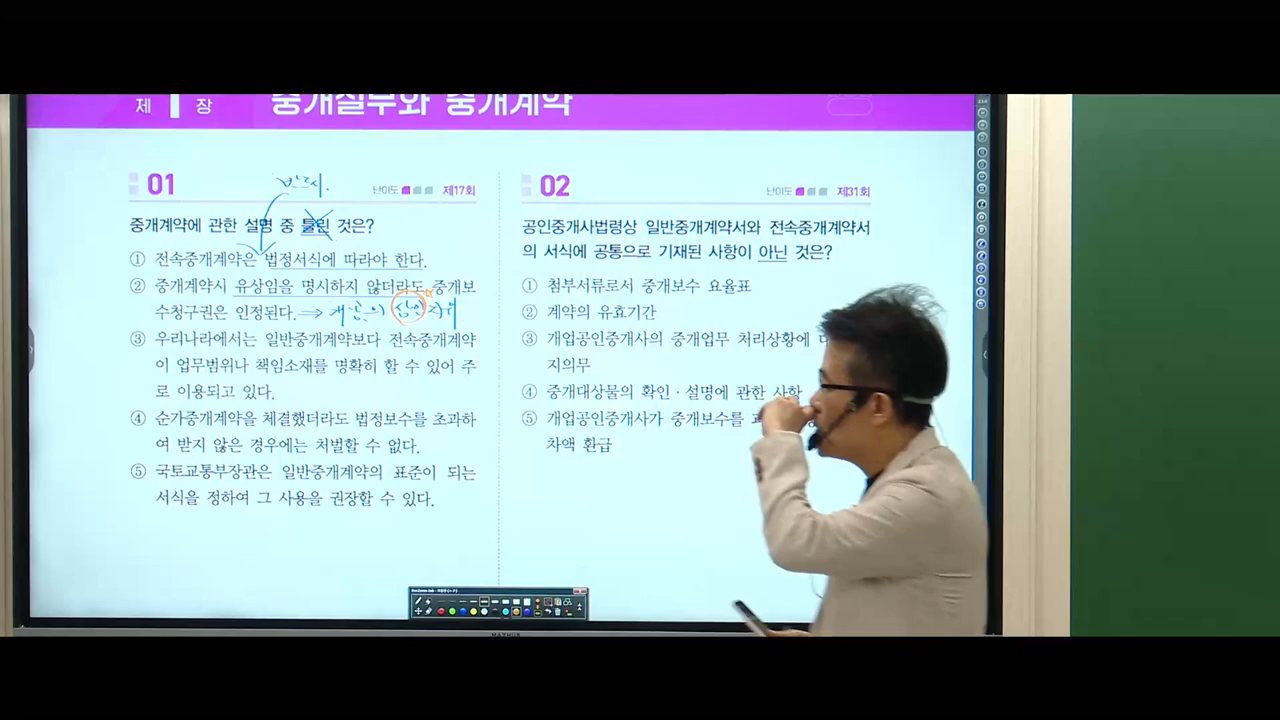 제 1 장 중개실무와 중개계약
01
반드시.
난이도 제17회
중개계약에 관한 설명 중 틀린 것은?
① 전속중개계약은 법정서식에 따라야 한다.
② 중개계약시 유상임을 명시하지 않더라도 중개보
수청구권은 인정된다. → 개공의 상인
③ 우리나라에서는 일반중개계약보다 전속중개계약
이 업무범위나 책임소재를 명확히 할 수 있어 주
로 이용되고 있다.
④ 순가중개계약을 체결했더라도 법정보수를 초과하
여 받지 않은 경우에는 처벌할 수 없다.
⑤ 국토교통부장관은 일반중개계약의 표준이 되는
서식을 정하여 그 사용을 권장할 수 있다.
02
난이도 제31회
공인중개사법령상 일반중개계약서와 전속중개계약서
의 서식에 공통으로 기재된 사항이 아닌 것은?
① 첨부서류로서 중개보수 요율표
② 계약의 유효기간
③ 개업공인중개사의 중개업무 처리상황에
지의무
④ 중개대상물의 확인·설명에 관한 사항
⑤ 개업공인중개사가 중개보수를
차액 환급